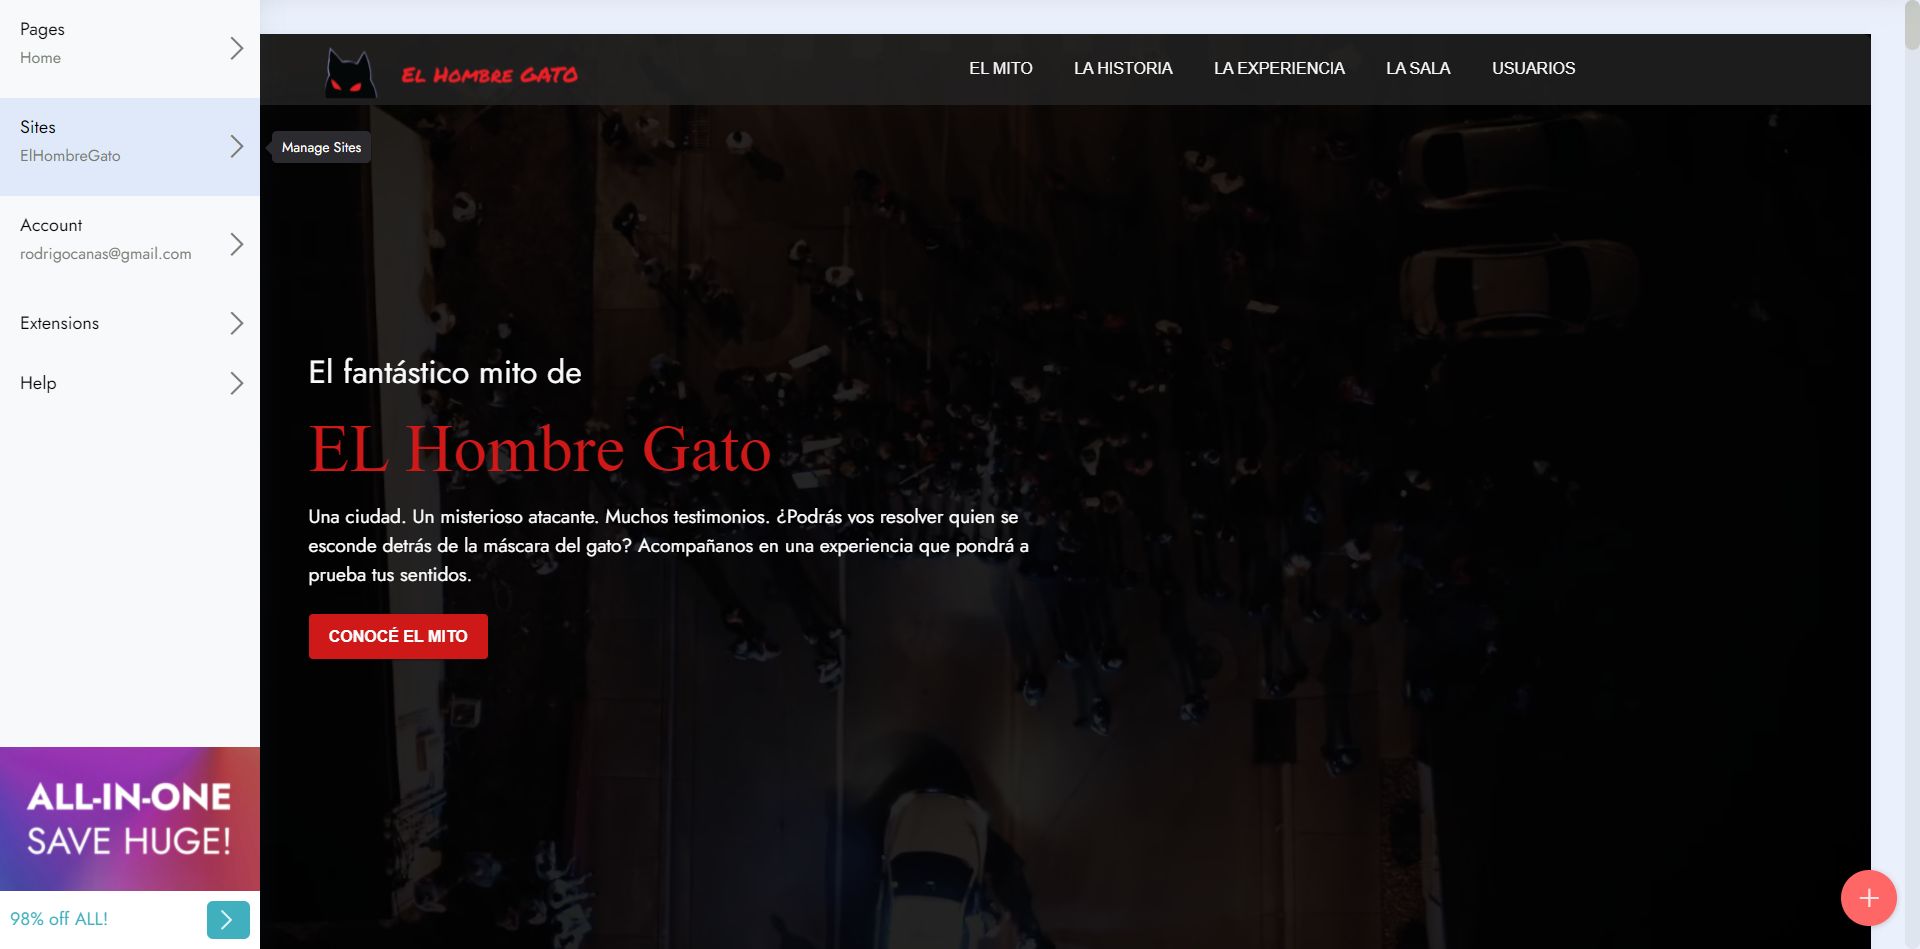 Pages
Home
Sites
ElHombreGato
Account
rodrigocanas@gmail.com
Extensions
Help
ALL-IN-ONE
SAVE HUGE!
98% off ALL!
Manage Sites
El Hombre GATO
EL MITO
LA HISTORIA
LA EXPERIENCIA
LA SALA
USUARIOS
El fantástico mito de
EL Hombre Gato
Una ciudad. Un misterioso atacante. Muchos testimonios. ¿Podrás vos resolver quien se
esconde detrás de la máscara del gato? Acompañanos en una experiencia que pondrá a
prueba tus sentidos.
CONOCÉ EL MITO